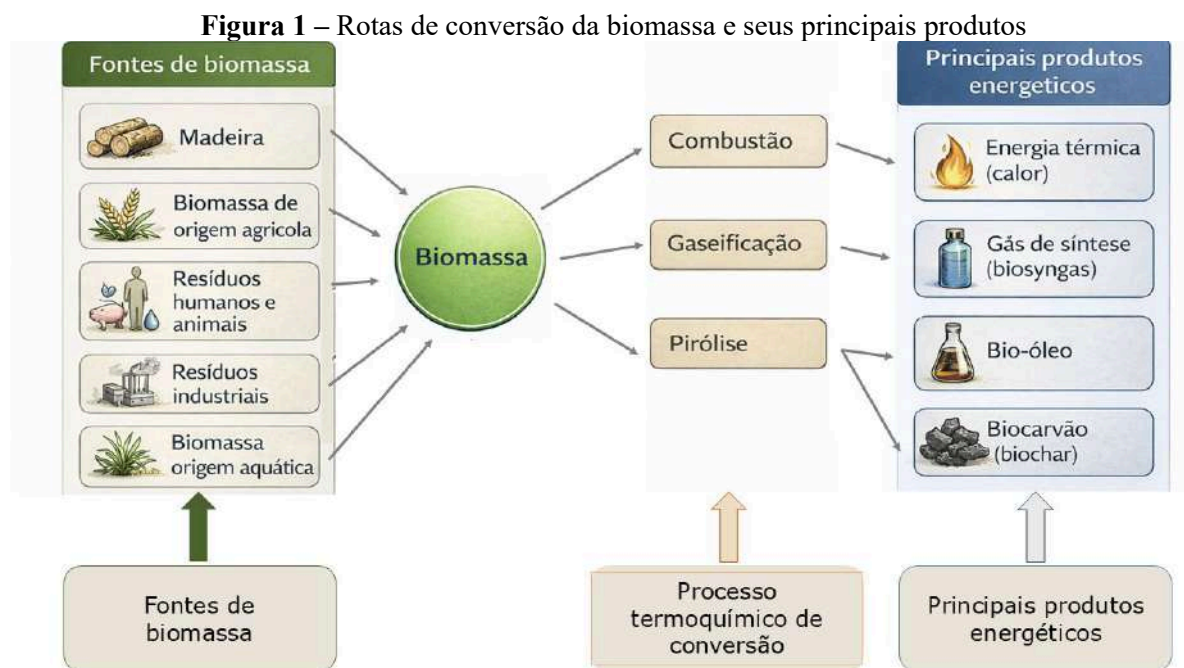 Figura 1 – Rotas de conversão da biomassa e seus principais produtos
Fontes de biomassa
Madeira
Biomassa de
origem agricola
Resíduos
humanos e
animais
Resíduos
industriais
Biomassa
origem aquática
Biomassa
Combustão
Gaseificação
Pirólise
Principais produtos
energeticos
Energia térmica
(calor)
Gás de síntese
(biosyngas)
Bio-óleo
Biocarvão
(biochar)
Fontes de
biomassa
Processo
termoquímico de
conversão
Principais produtos
energéticos